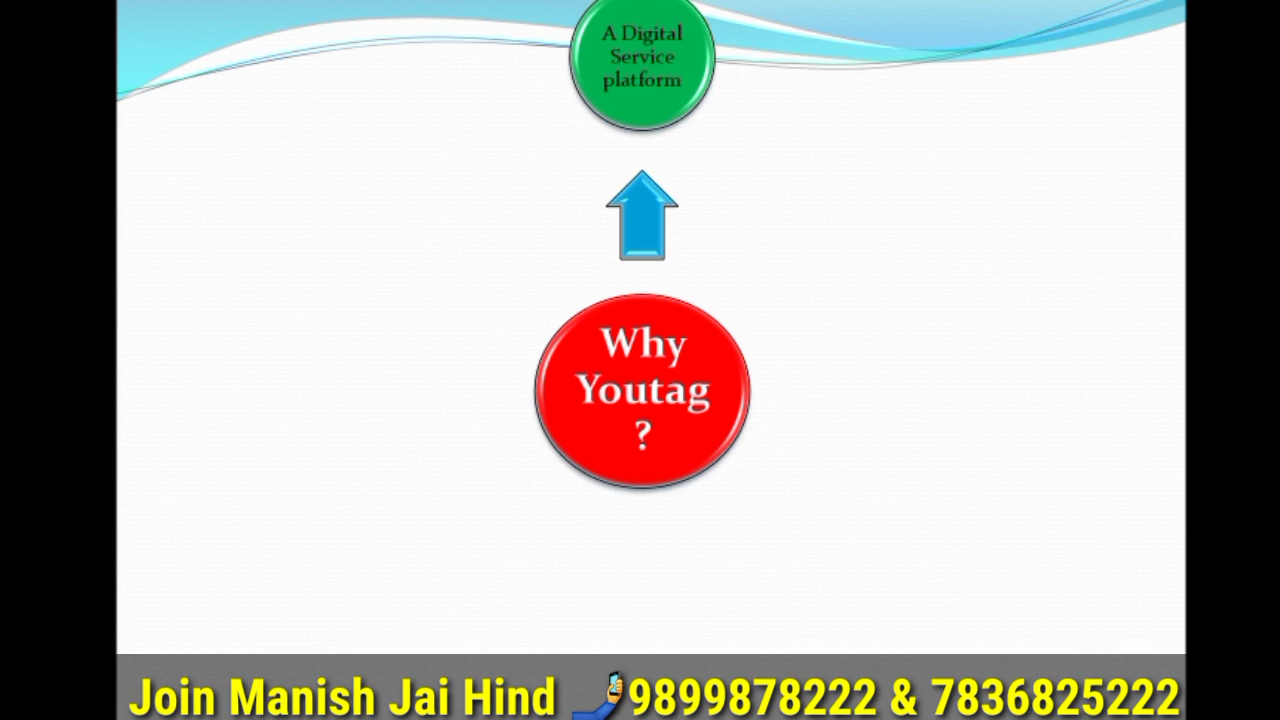 A Digital
Service
platform
Why
Youtag
?
Join Manish Jai Hind 9899878222 & 7836825222